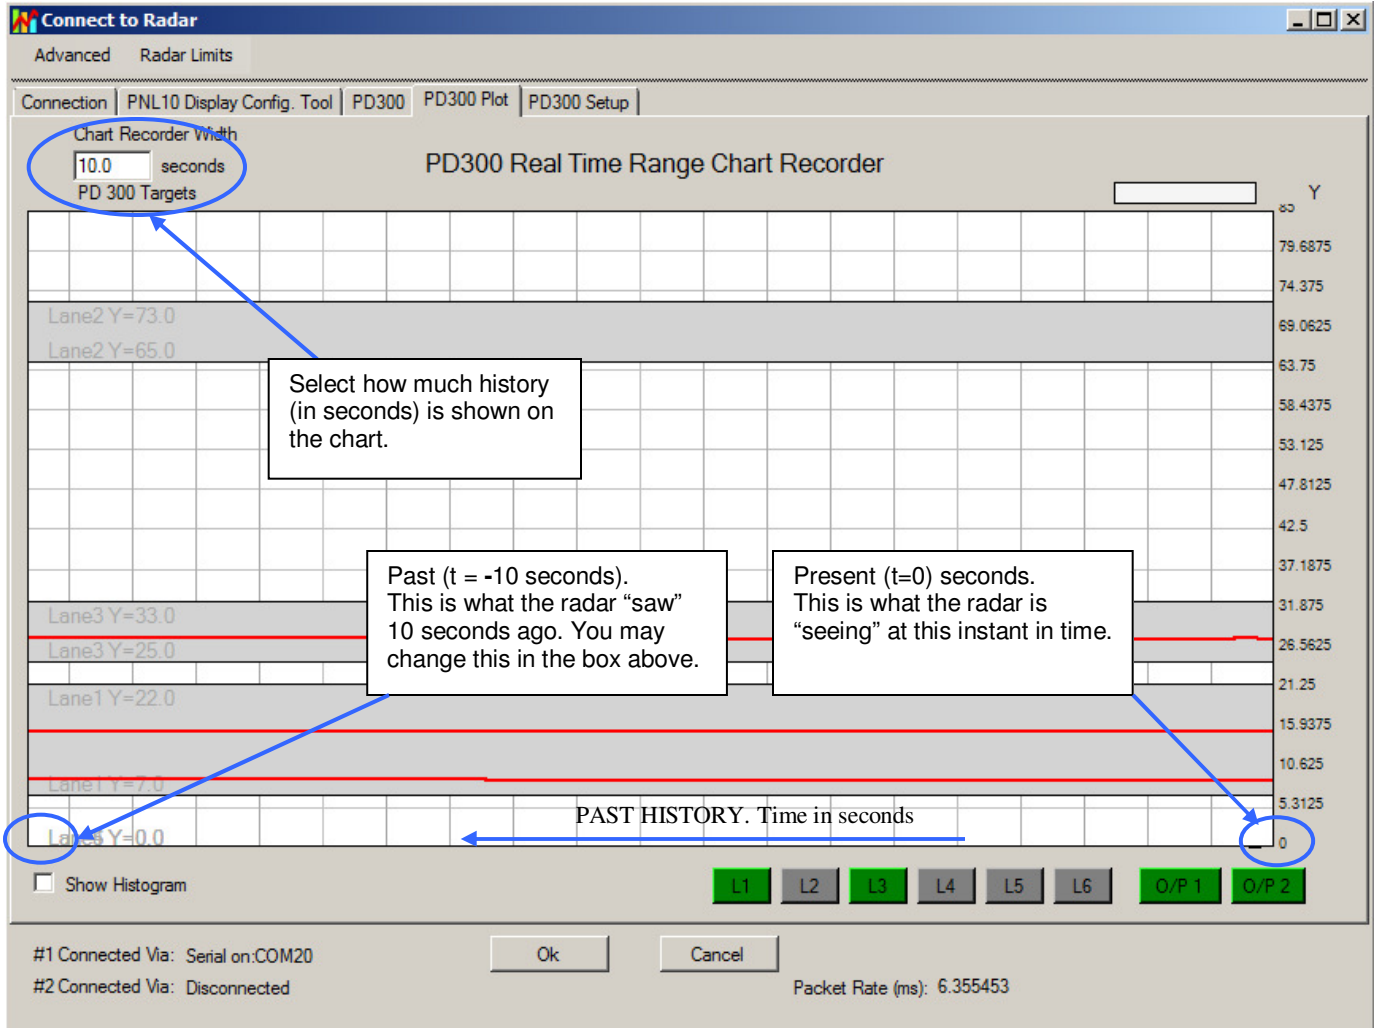 Connect to Radar
Advanced Radar Limits
Connection PNL10 Display Config. Tool PD300 PD300 Plot PD300 Setup
Chart Recorder Width
10.0 seconds
PD 300 Targets
PD300 Real Time Range Chart Recorder
Y
85
79.6875
74.375
Lane2 Y=73.0
69.0625
Lane2 Y=65.0
63.75
Select how much history
(in seconds) is shown on
the chart.
58.4375
53.125
47.8125
42.5
37.1875
Past (t = -10 seconds).
This is what the radar “saw”
10 seconds ago. You may
change this in the box above.
Present (t=0) seconds.
This is what the radar is
“seeing” at this instant in time.
31.875
Lane3 Y=33.0
26.5625
Lane3 Y=25.0
21.25
Lane1 Y=22.0
15.9375
10.625
Lane1 Y=7.0
5.3125
PAST HISTORY. Time in seconds
Y=0.0
0
Show Histogram
L1 L2 L3 L4 L5 L6 O/P 1 O/P 2
#1 Connected Via: Serial on:COM20
Ok Cancel
#2 Connected Via: Disconnected
Packet Rate (ms): 6.355453